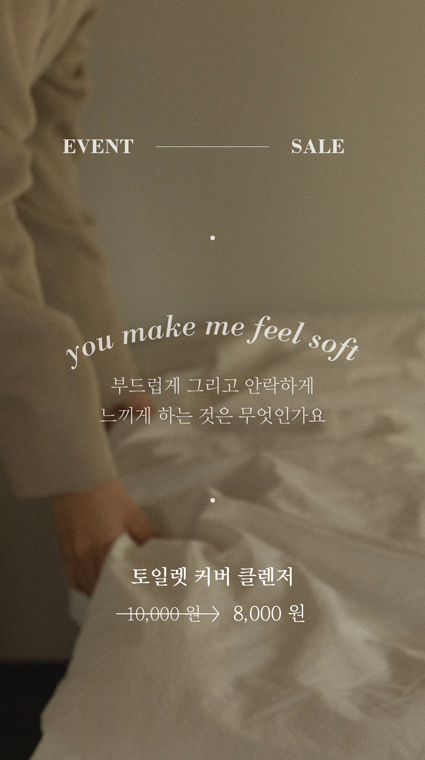 EVENT SALE
you make me feel soft
부드럽게 그리고 안락하게
느끼게 하는 것은 무엇인가요
토일렛 커버 클렌저
10,000 원 → 8,000 원